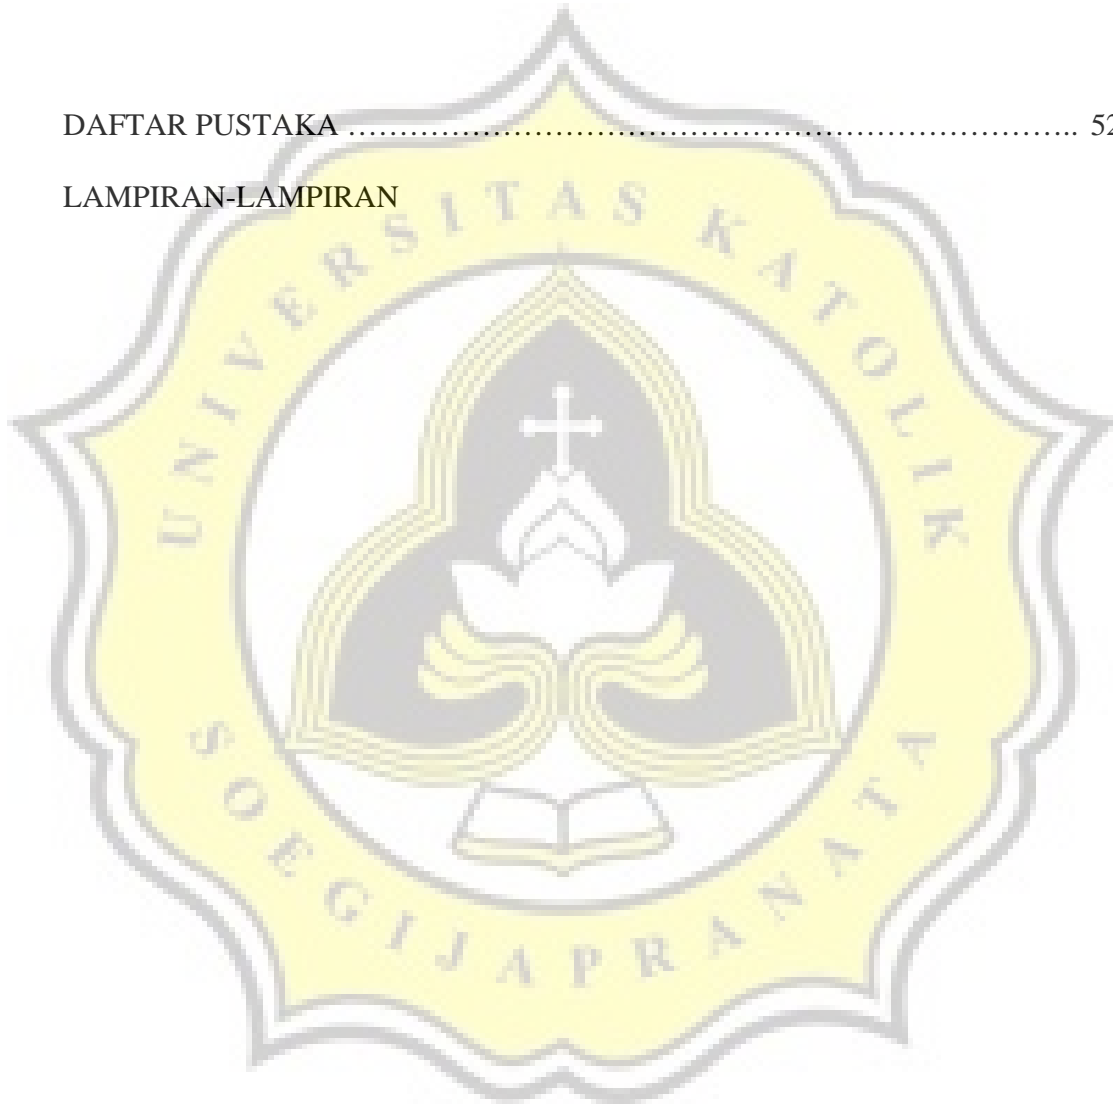 DAFTAR PUSTAKA ………………………………………………………………….. 52
LAMPIRAN-LAMPIRAN
UNIVERSITAS KATOLIK
SOEGIJAPRANATA